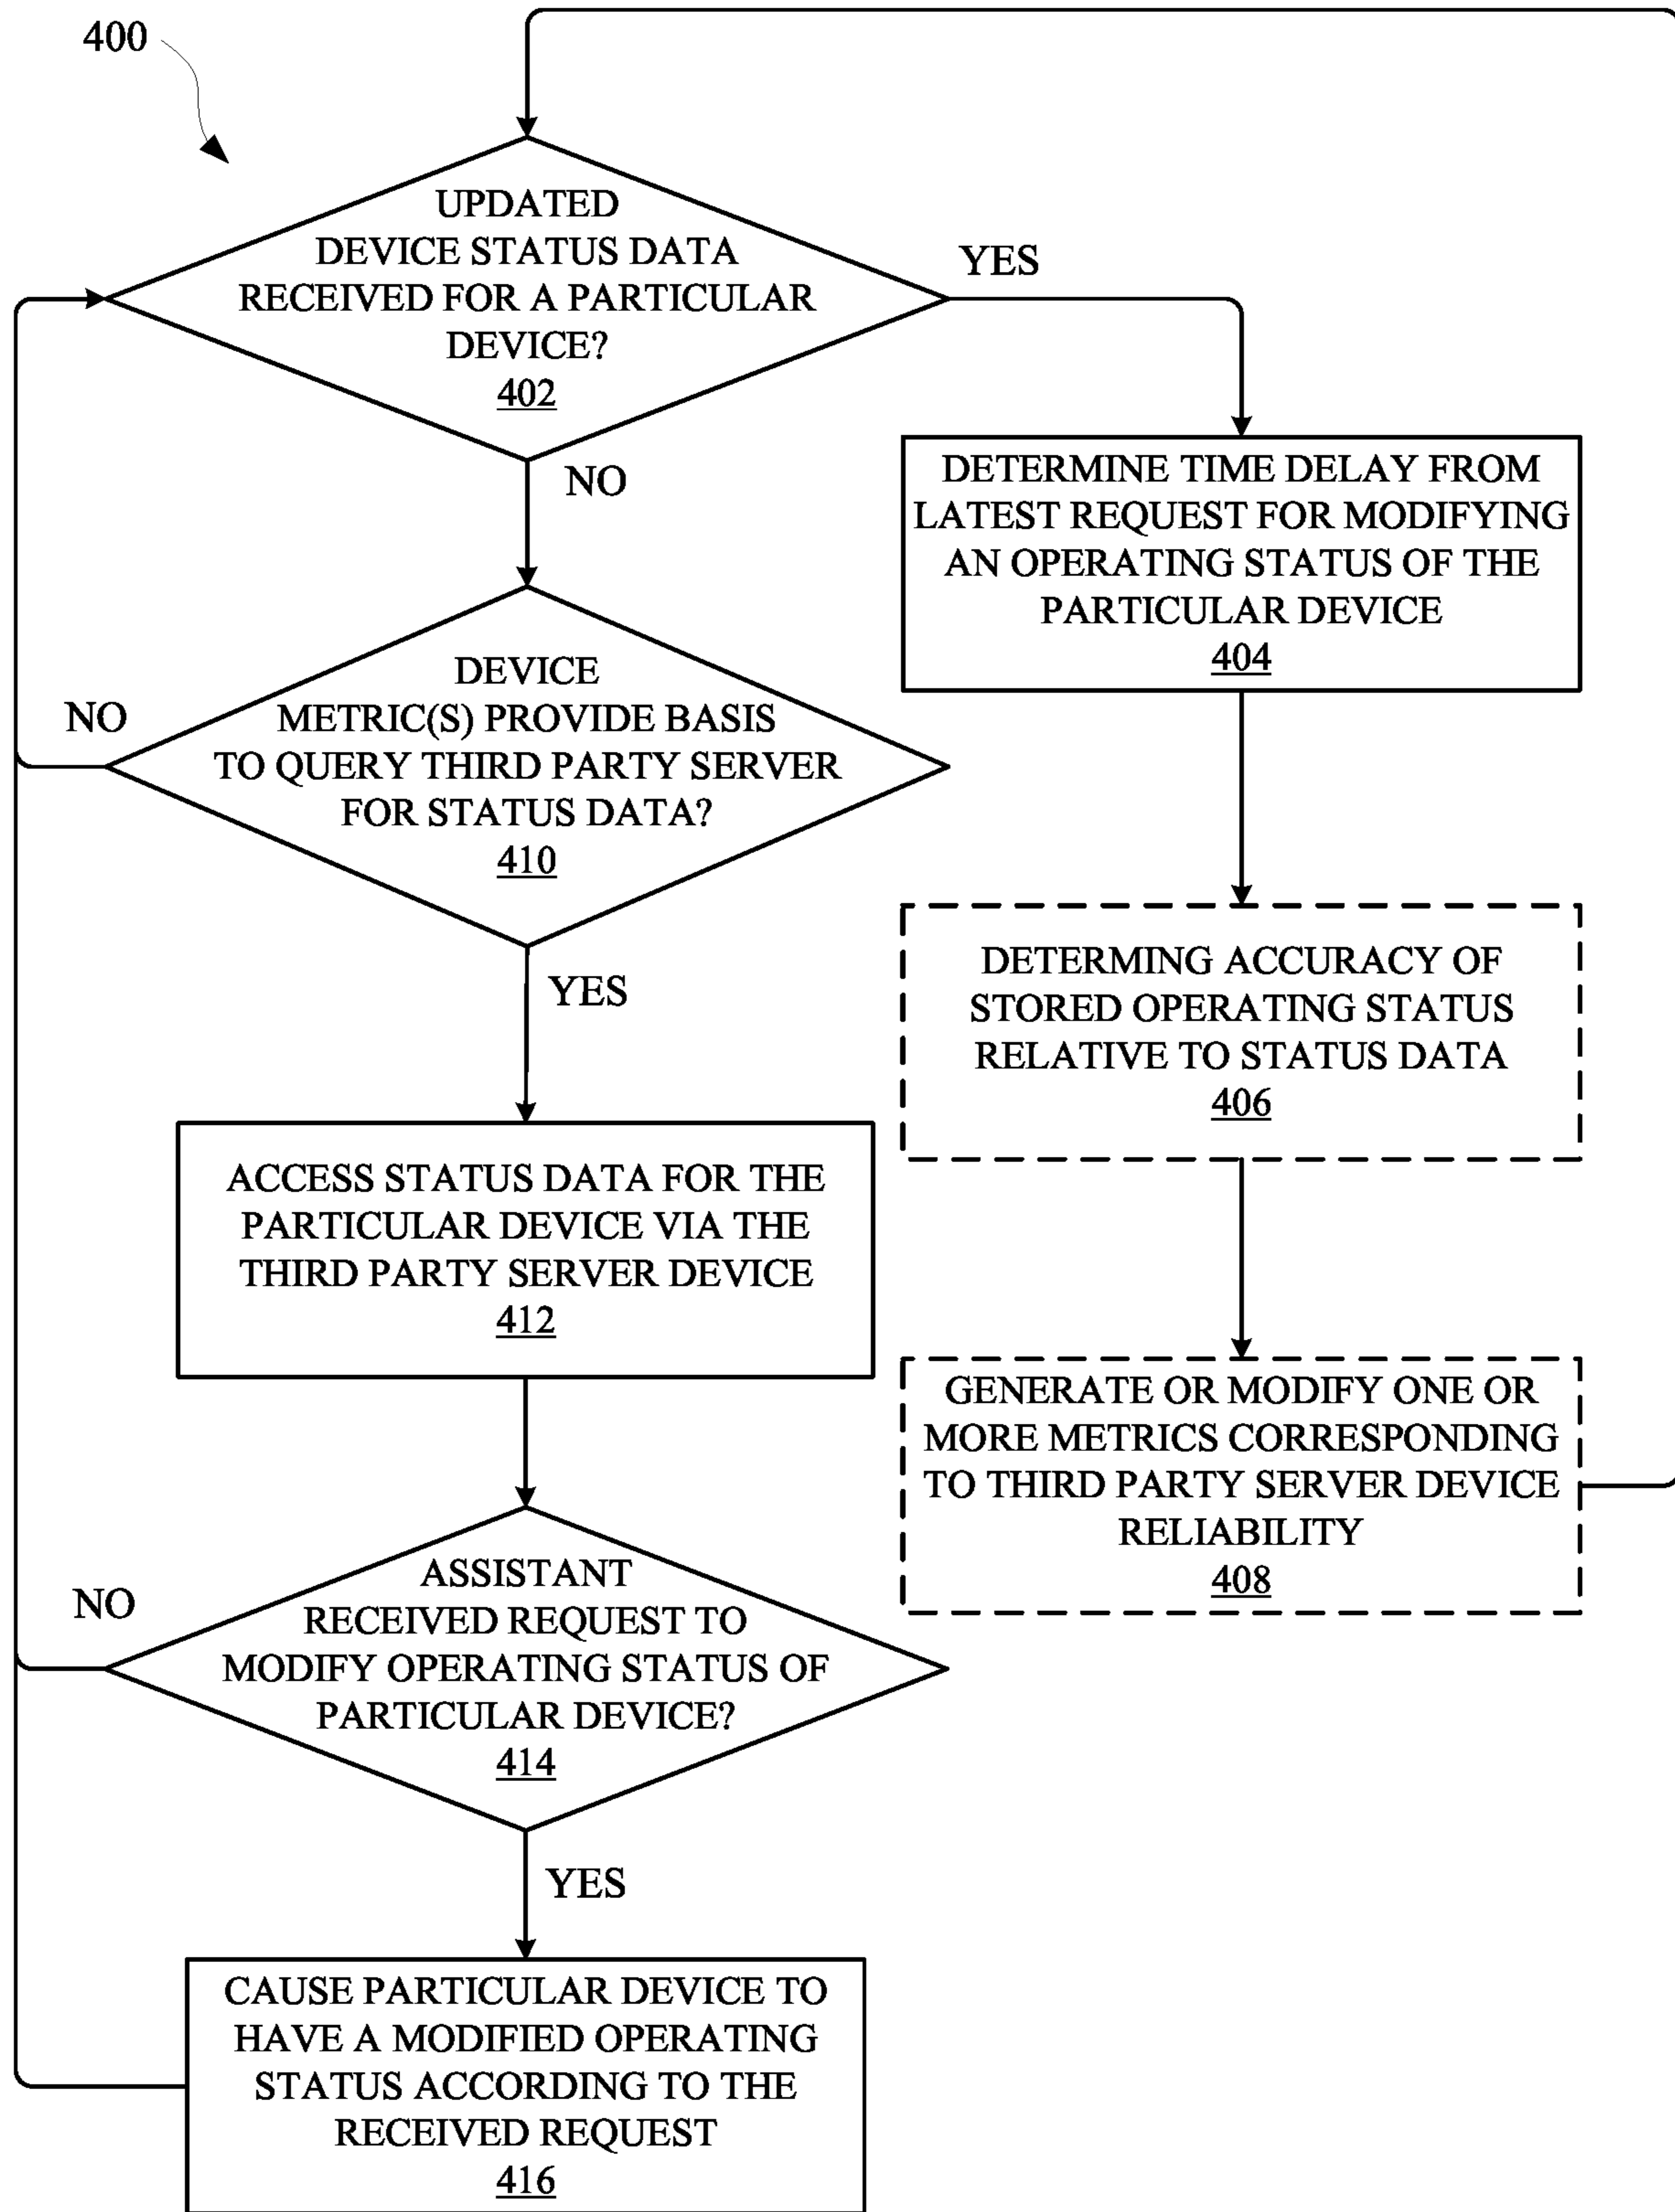 400
UPDATED
DEVICE STATUS DATA
RECEIVED FOR A PARTICULAR
DEVICE?
402
YES
NO
DETERMINE TIME DELAY FROM
LATEST REQUEST FOR MODIFYING
AN OPERATING STATUS OF THE
PARTICULAR DEVICE
404
DEVICE
METRIC(S) PROVIDE BASIS
TO QUERY THIRD PARTY SERVER
FOR STATUS DATA?
410
NO
YES
DETERMING ACCURACY OF
STORED OPERATING STATUS
RELATIVE TO STATUS DATA
406
ACCESS STATUS DATA FOR THE
PARTICULAR DEVICE VIA THE
THIRD PARTY SERVER DEVICE
412
GENERATE OR MODIFY ONE OR
MORE METRICS CORRESPONDING
TO THIRD PARTY SERVER DEVICE
RELIABILITY
408
ASSISTANT
RECEIVED REQUEST TO
MODIFY OPERATING STATUS OF
PARTICULAR DEVICE?
414
NO
YES
CAUSE PARTICULAR DEVICE TO
HAVE A MODIFIED OPERATING
STATUS ACCORDING TO THE
RECEIVED REQUEST
416